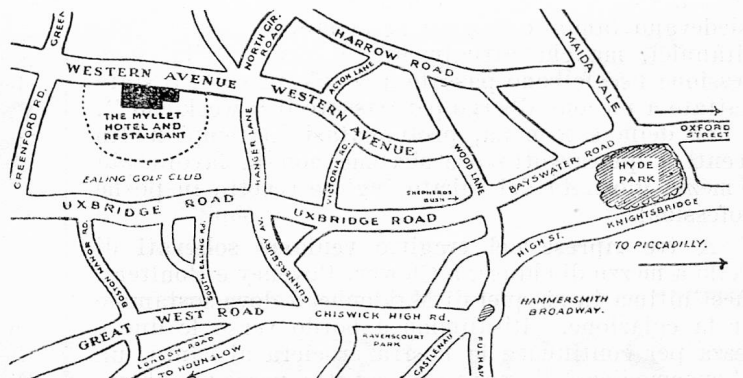 GREEN
NORTH CIR.
ROAD
HARROW ROAD
MAIDA VALE
WESTERN AVENUE
ACTON LANE
WESTERN AVENUE
OXFORD
STREET
GREENFORD RD.
THE MYLLET
HOTEL AND
RESTAURANT
HANGER LANE
VICTORIA RD.
WOOD LANE
BAYSWATER ROAD
HYDE
PARK
EALING GOLF CLUB
SHEPHERDS
BUSH
UXBRIDGE ROAD
UXBRIDGE ROAD
KNIGHTSBRIDGE
HIGH ST.
TO PICCADILLY.
BOSTON MANOR RD.
SOUTH EALING RD.
GUNNERSBURY AV.
GREAT WEST ROAD
CHISWICK HIGH RD.
HAMMERSMITH
BROADWAY.
LONDON ROAD
TO HOUNSLOW
RAVENSCOURT
PARK
CASTLENAU
FULHAM